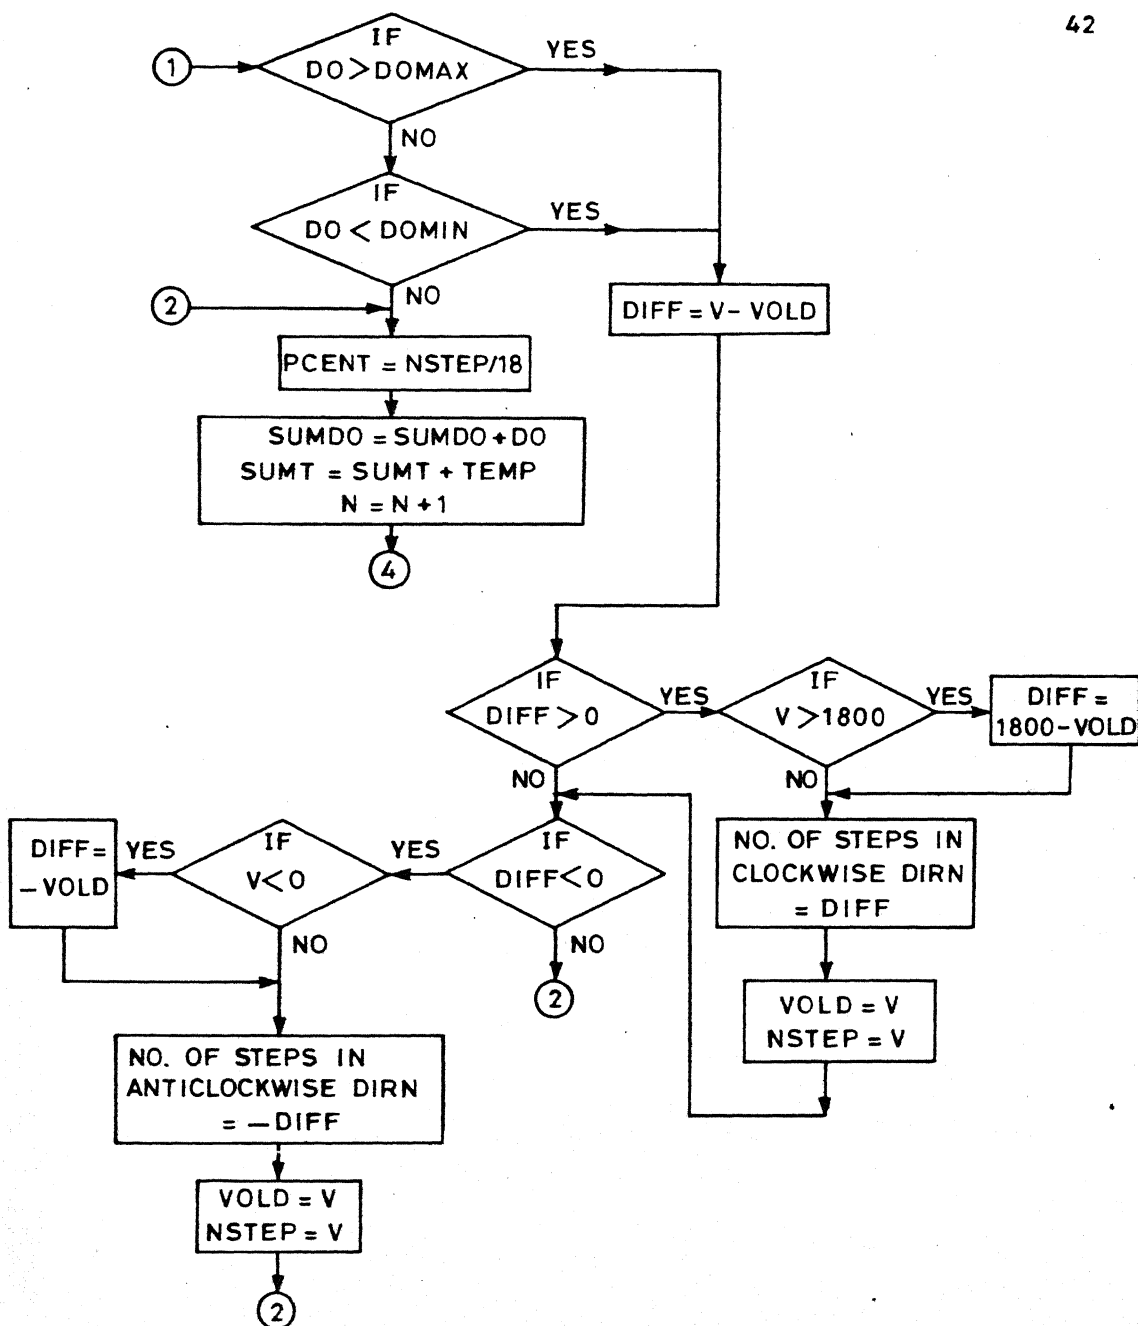 42
IF
DO > DOMAX
YES
1
NO
IF
DO < DOMIN
YES
NO
2
DIFF = V - VOLD
PCENT = NSTEP/18
SUMDO = SUMDO + DO
SUMT = SUMT + TEMP
N = N + 1
4
IF
DIFF > 0
YES
IF
V > 1800
YES
DIFF =
1800 - VOLD
NO
NO
DIFF =
- VOLD
YES
IF
V < 0
YES
IF
DIFF < 0
NO. OF STEPS IN
CLOCKWISE DIRN
= DIFF
NO
NO
2
VOLD = V
NSTEP = V
NO. OF STEPS IN
ANTICLOCKWISE DIRN
= - DIFF
VOLD = V
NSTEP = V
2